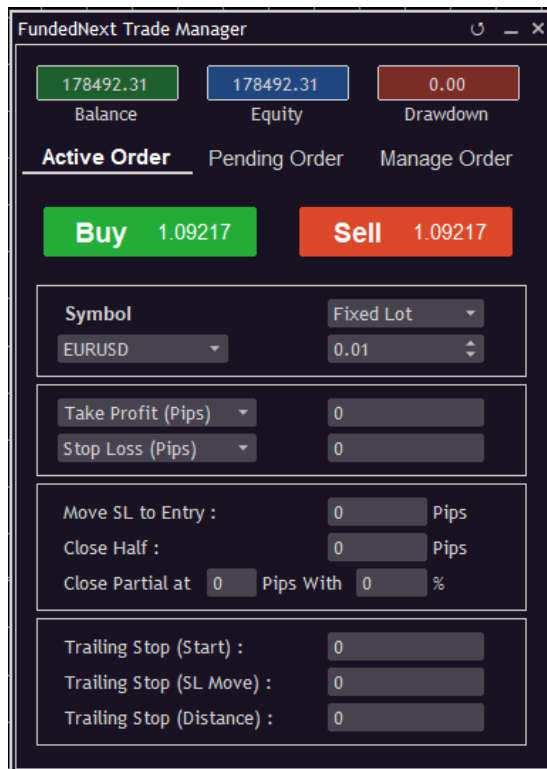 FundedNext Trade Manager
178492.31 178492.31 0.00
Balance Equity Drawdown
Active Order Pending Order Manage Order
Buy 1.09217 Sell 1.09217
Symbol Fixed Lot
EURUSD 0.01
Take Profit (Pips) 0
Stop Loss (Pips) 0
Move SL to Entry : 0 Pips
Close Half : 0 Pips
Close Partial at 0 Pips With 0 %
Trailing Stop (Start) : 0
Trailing Stop (SL Move) : 0
Trailing Stop (Distance) : 0